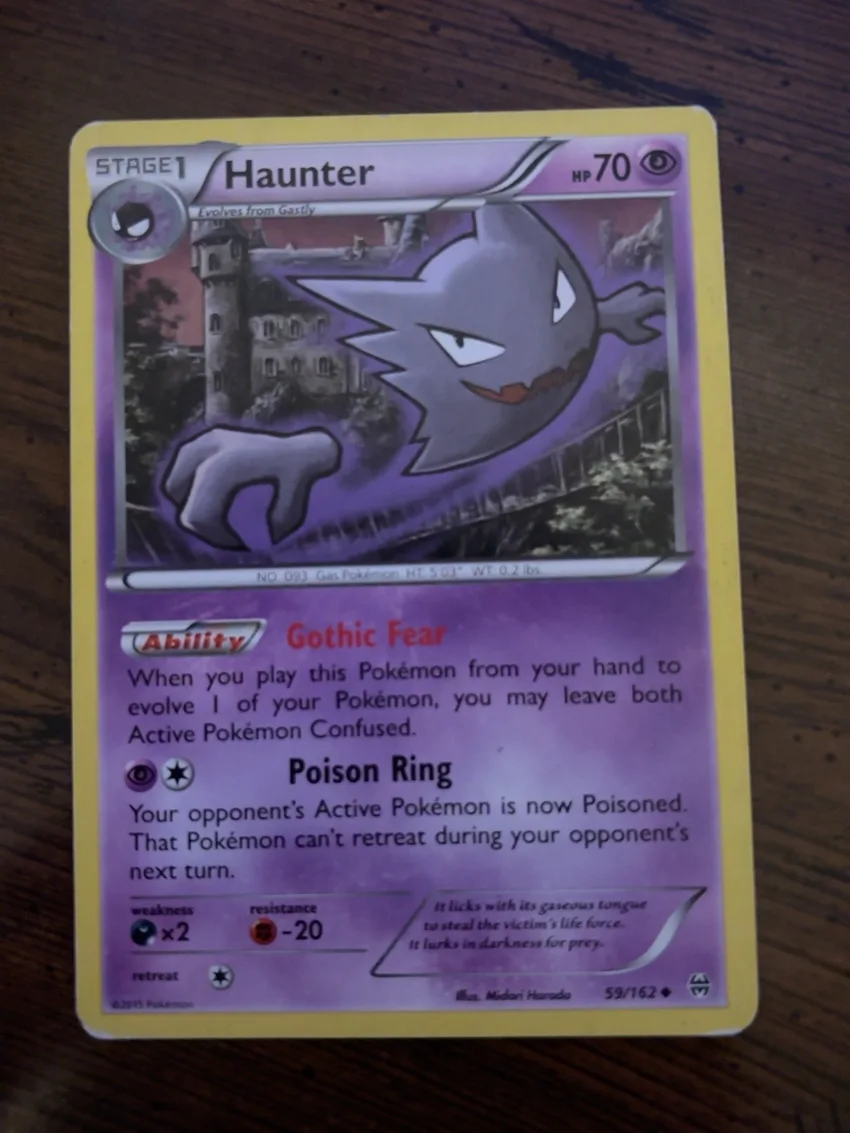 STAGE1 Haunter HP 70
Evolves from Gastly
NO. 093 Gas Pokémon HT: 5'03" WT: 0.2 lbs.
Ability Gothic Fear
When you play this Pokémon from your hand to
evolve 1 of your Pokémon, you may leave both
Active Pokémon Confused.
Poison Ring
Your opponent's Active Pokémon is now Poisoned.
That Pokémon can't retreat during your opponent's
next turn.
weakness resistance
x2 -20
retreat
It licks with its gaseous tongue
to steal the victim's life force.
It lurks in darkness for prey.
©2015 Pokémon
Illus. Midori Harada 59/162